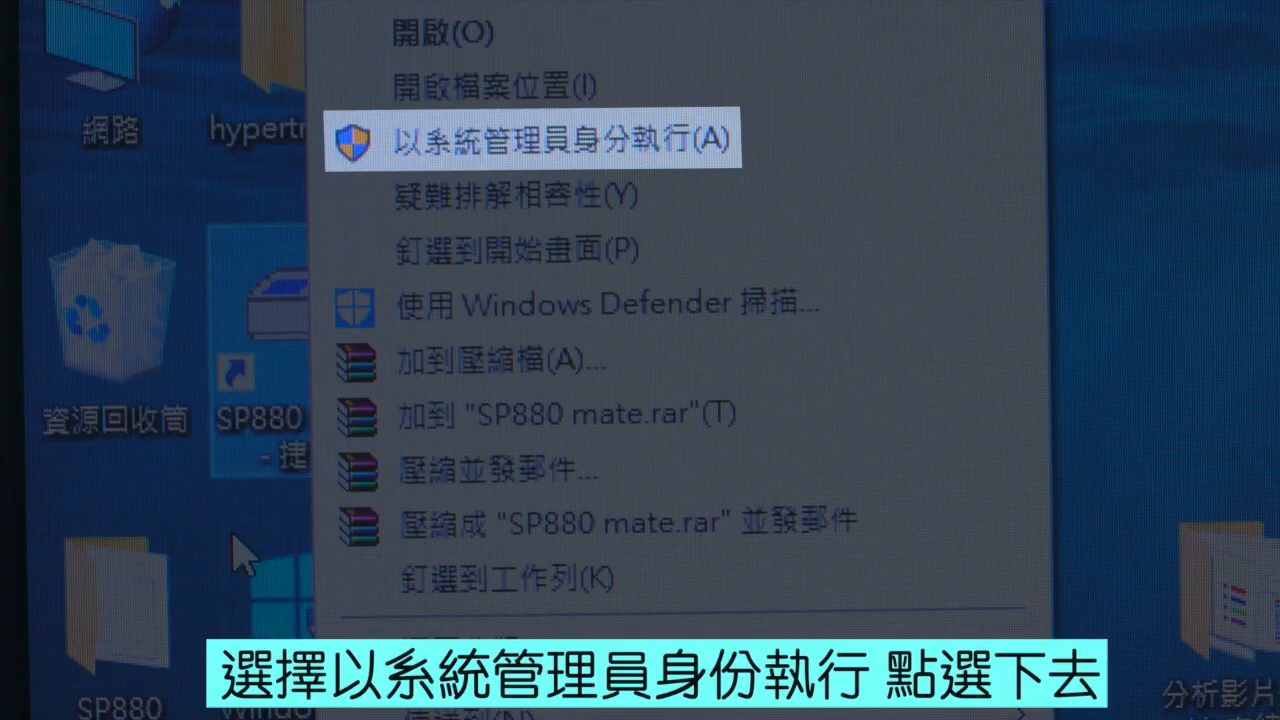 開啟(O)
開啟檔案位置(I)
以系統管理員身分執行(A)
疑難排解相容性(Y)
釘選到開始畫面(P)
使用 Windows Defender 掃描...
加到壓縮檔(A)...
加到 "SP880 mate.rar"(T)
壓縮並發郵件...
壓縮成 "SP880 mate.rar" 並發郵件
釘選到工作列(K)
網路
hypertr
資源回收筒
SP880
- 捷
SP880
分析影片
選擇以系統管理員身份執行 點選下去